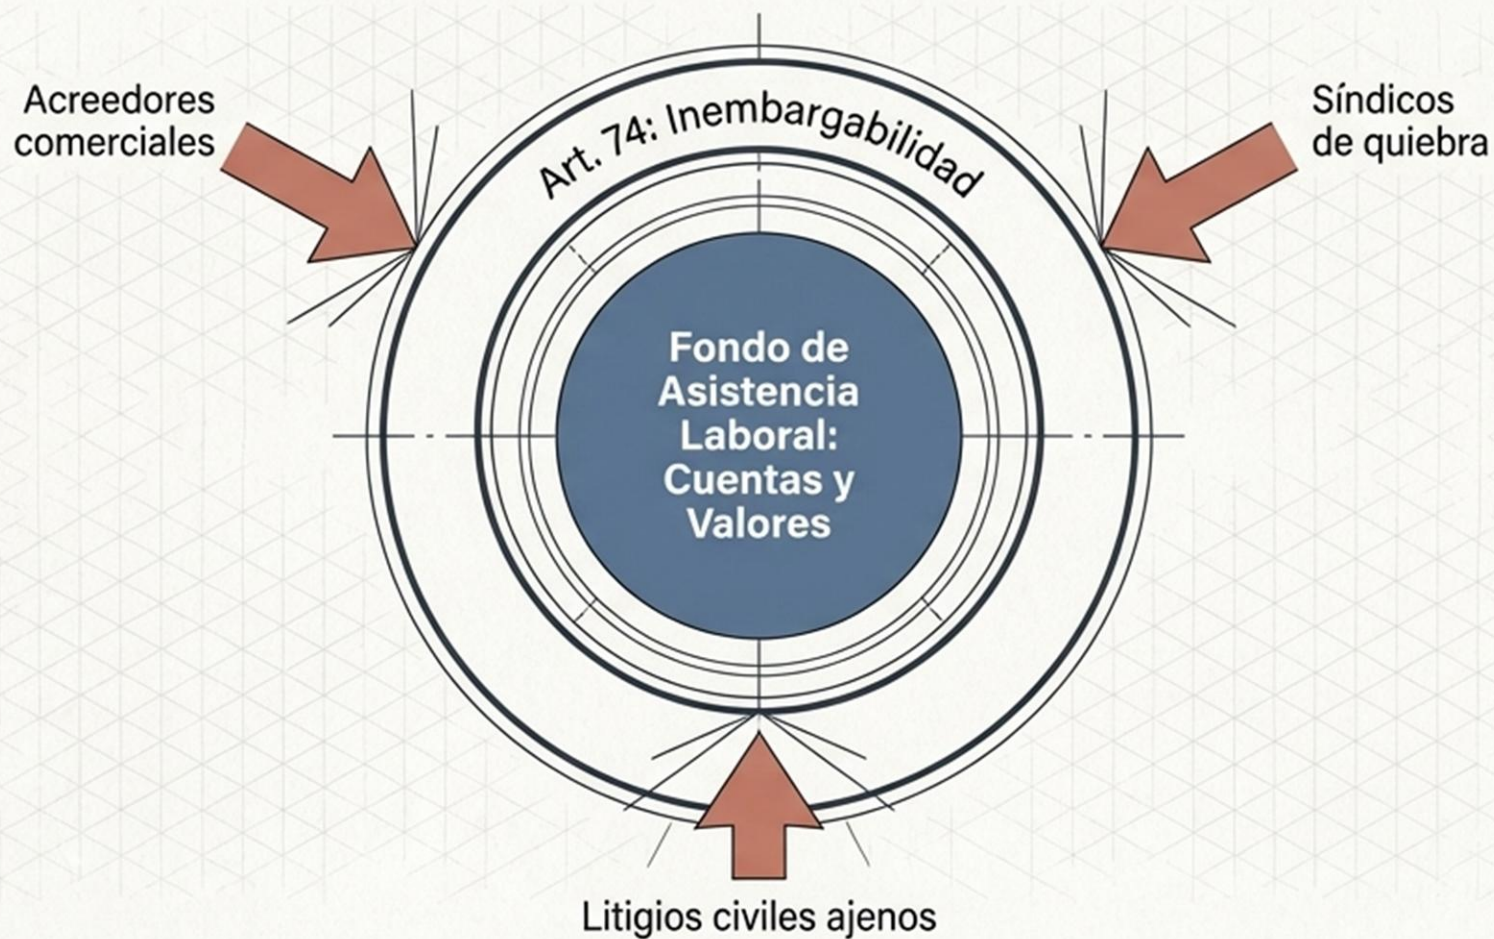 Acreedores
comerciales
Art. 74: Inembargabilidad
Síndicos
de quiebra
Fondo de
Asistencia
Laboral:
Cuentas y
Valores
Litigios civiles ajenos